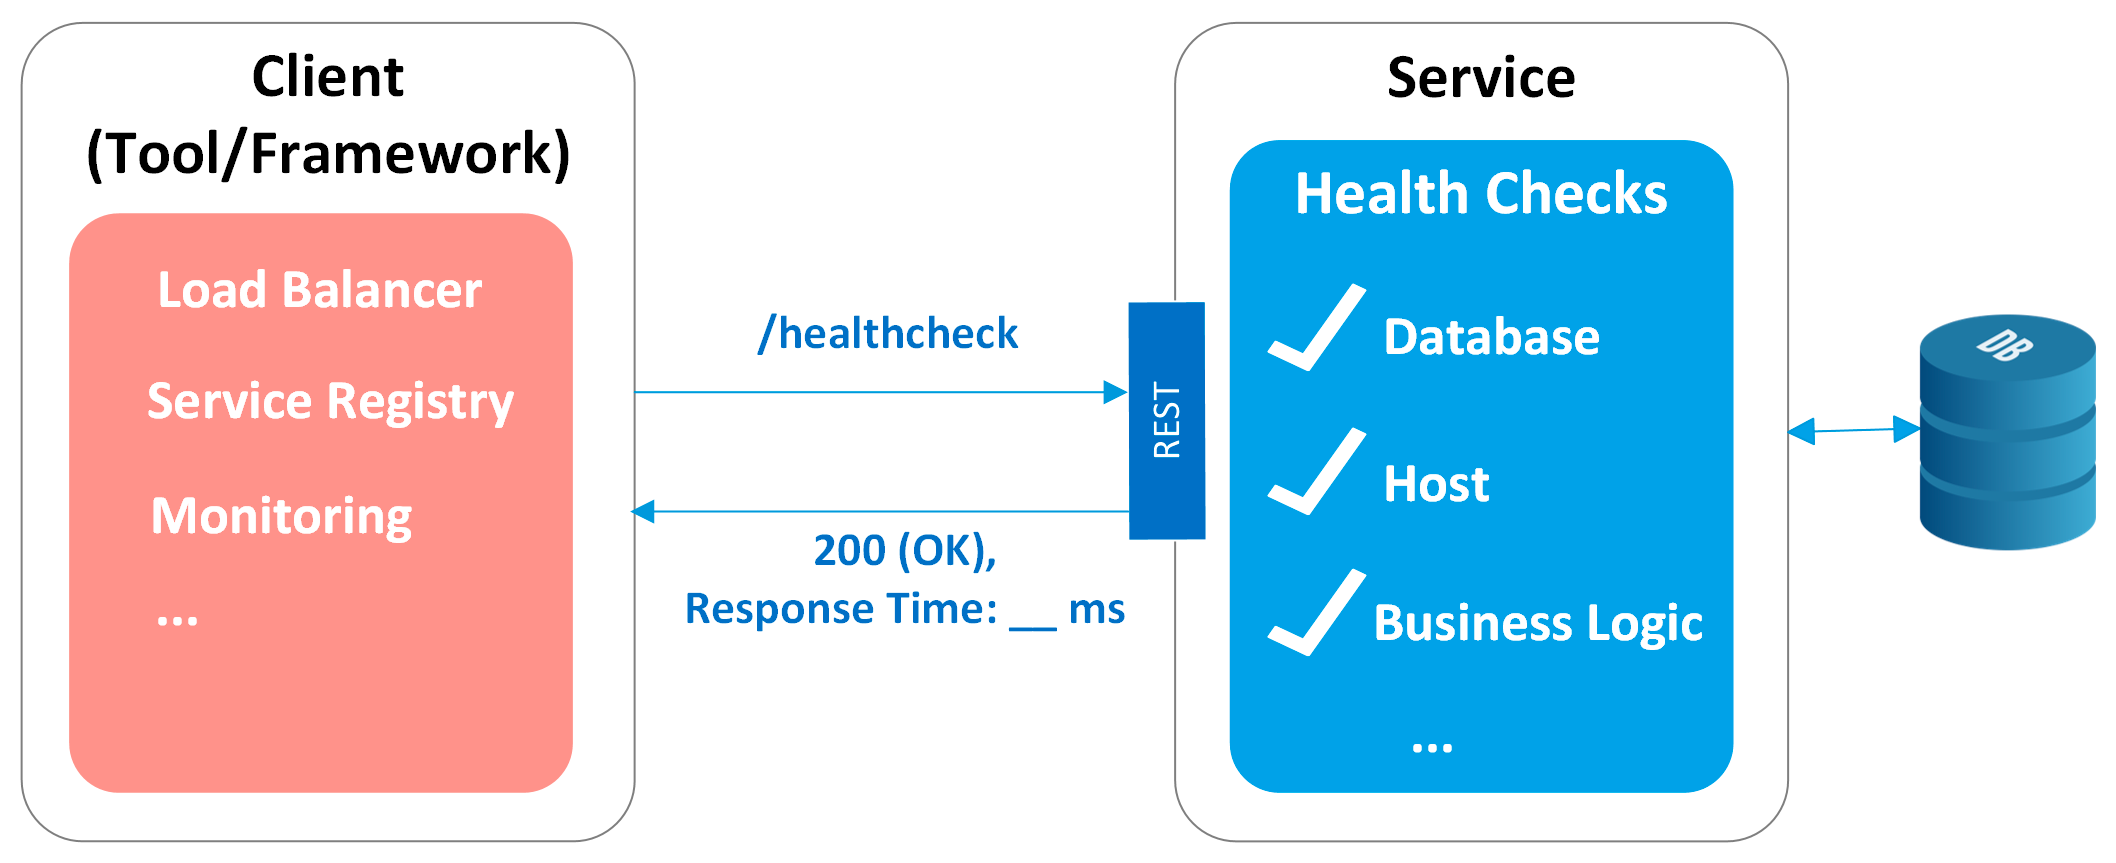 Client
(Tool/Framework)
Load Balancer
Service Registry
Monitoring
...
/healthcheck
200 (OK),
Response Time: __ ms
REST
Service
Health Checks
Database
Host
Business Logic
...
DB